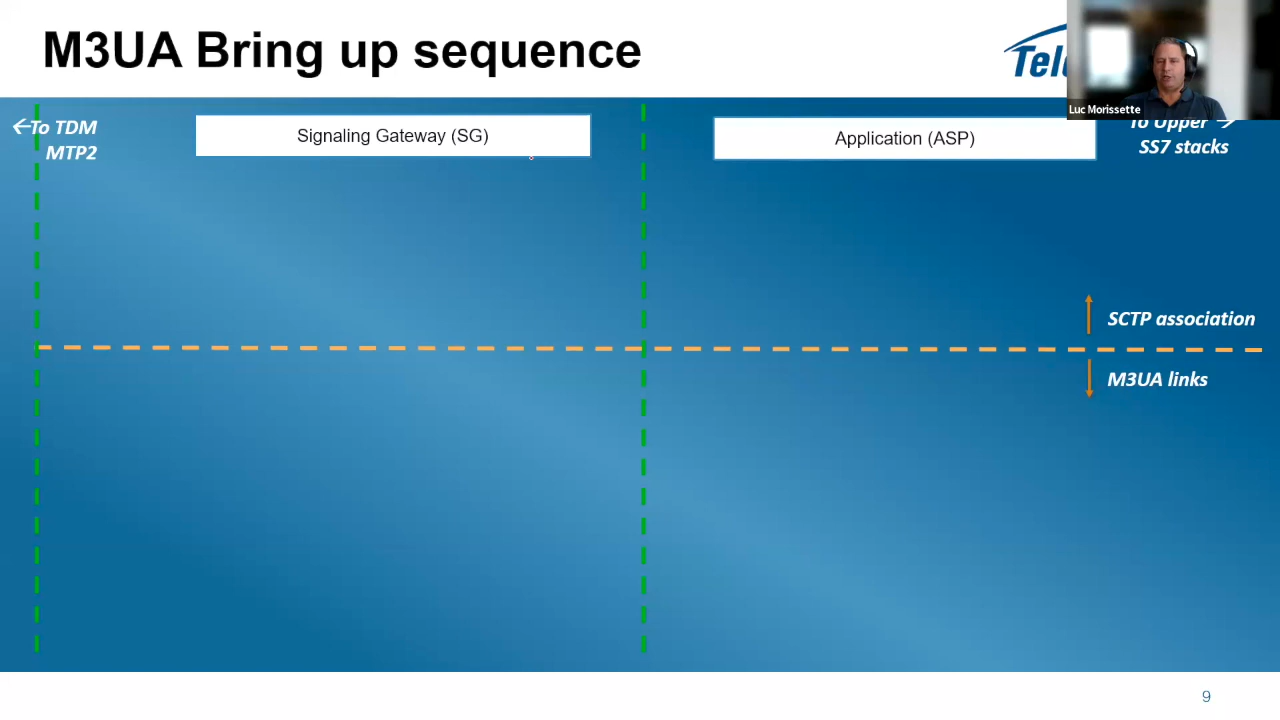 M3UA Bring up sequence
Tel
Luc Morissette
←To TDM
MTP2
Signaling Gateway (SG)
Application (ASP)
To Upper →
SS7 stacks
SCTP association
M3UA links
9